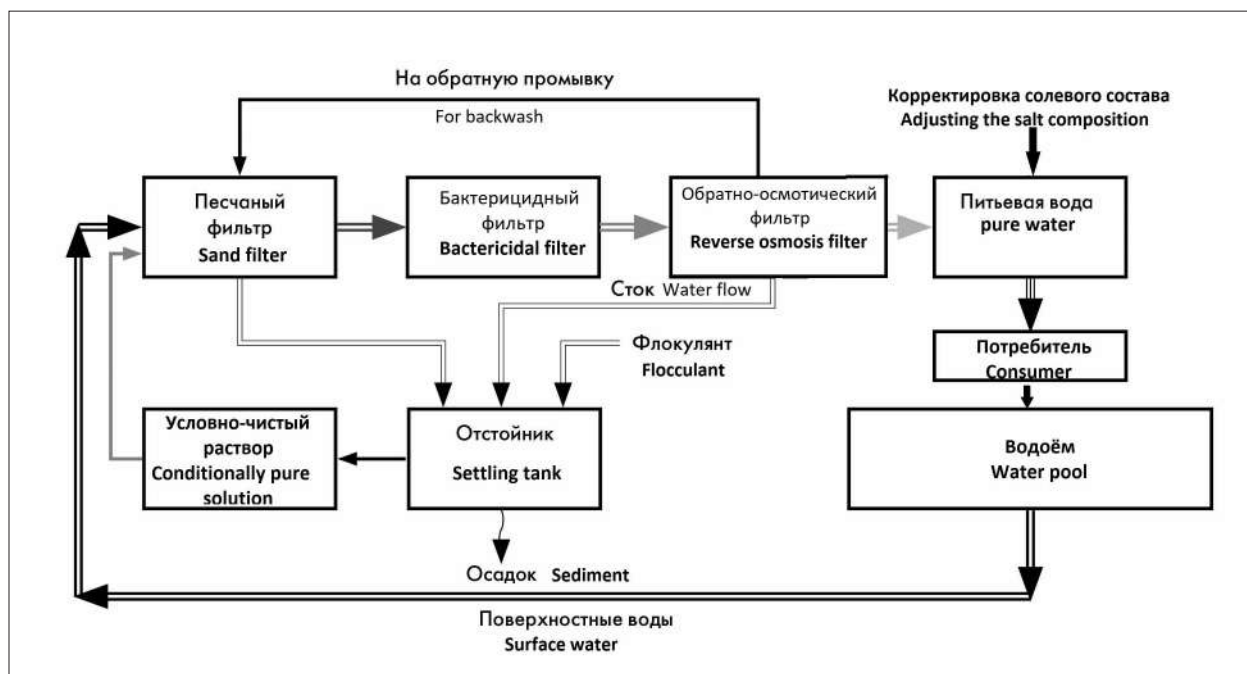 На обратную промывку
For backwash
Корректировка солевого состава
Adjusting the salt composition
Песчаный
фильтр
Sand filter
Бактерицидный
фильтр
Bactericidal filter
Обратно-осмотический
фильтр
Reverse osmosis filter
Питьевая вода
pure water
Сток Water flow
Флокулянт
Flocculant
Потребитель
Consumer
Условно-чистый
раствор
Conditionally pure
solution
Отстойник
Settling tank
Водоём
Water pool
Осадок Sediment
Поверхностные воды
Surface water